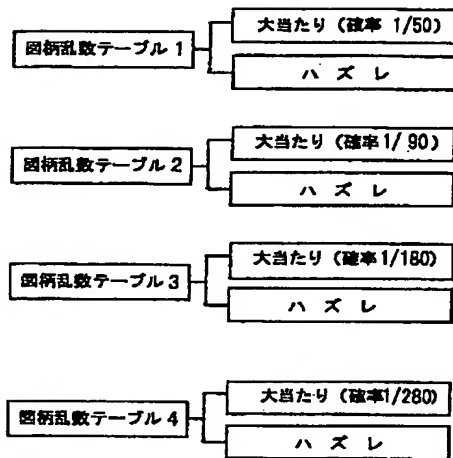 図柄乱数テーブル 1
大当たり (確率 1/50)
ハ ズ レ
図柄乱数テーブル 2
大当たり (確率 1/ 90)
ハ ズ レ
図柄乱数テーブル 3
大当たり (確率 1/180)
ハ ズ レ
図柄乱数テーブル 4
大当たり (確率1/280)
ハ ズ レ